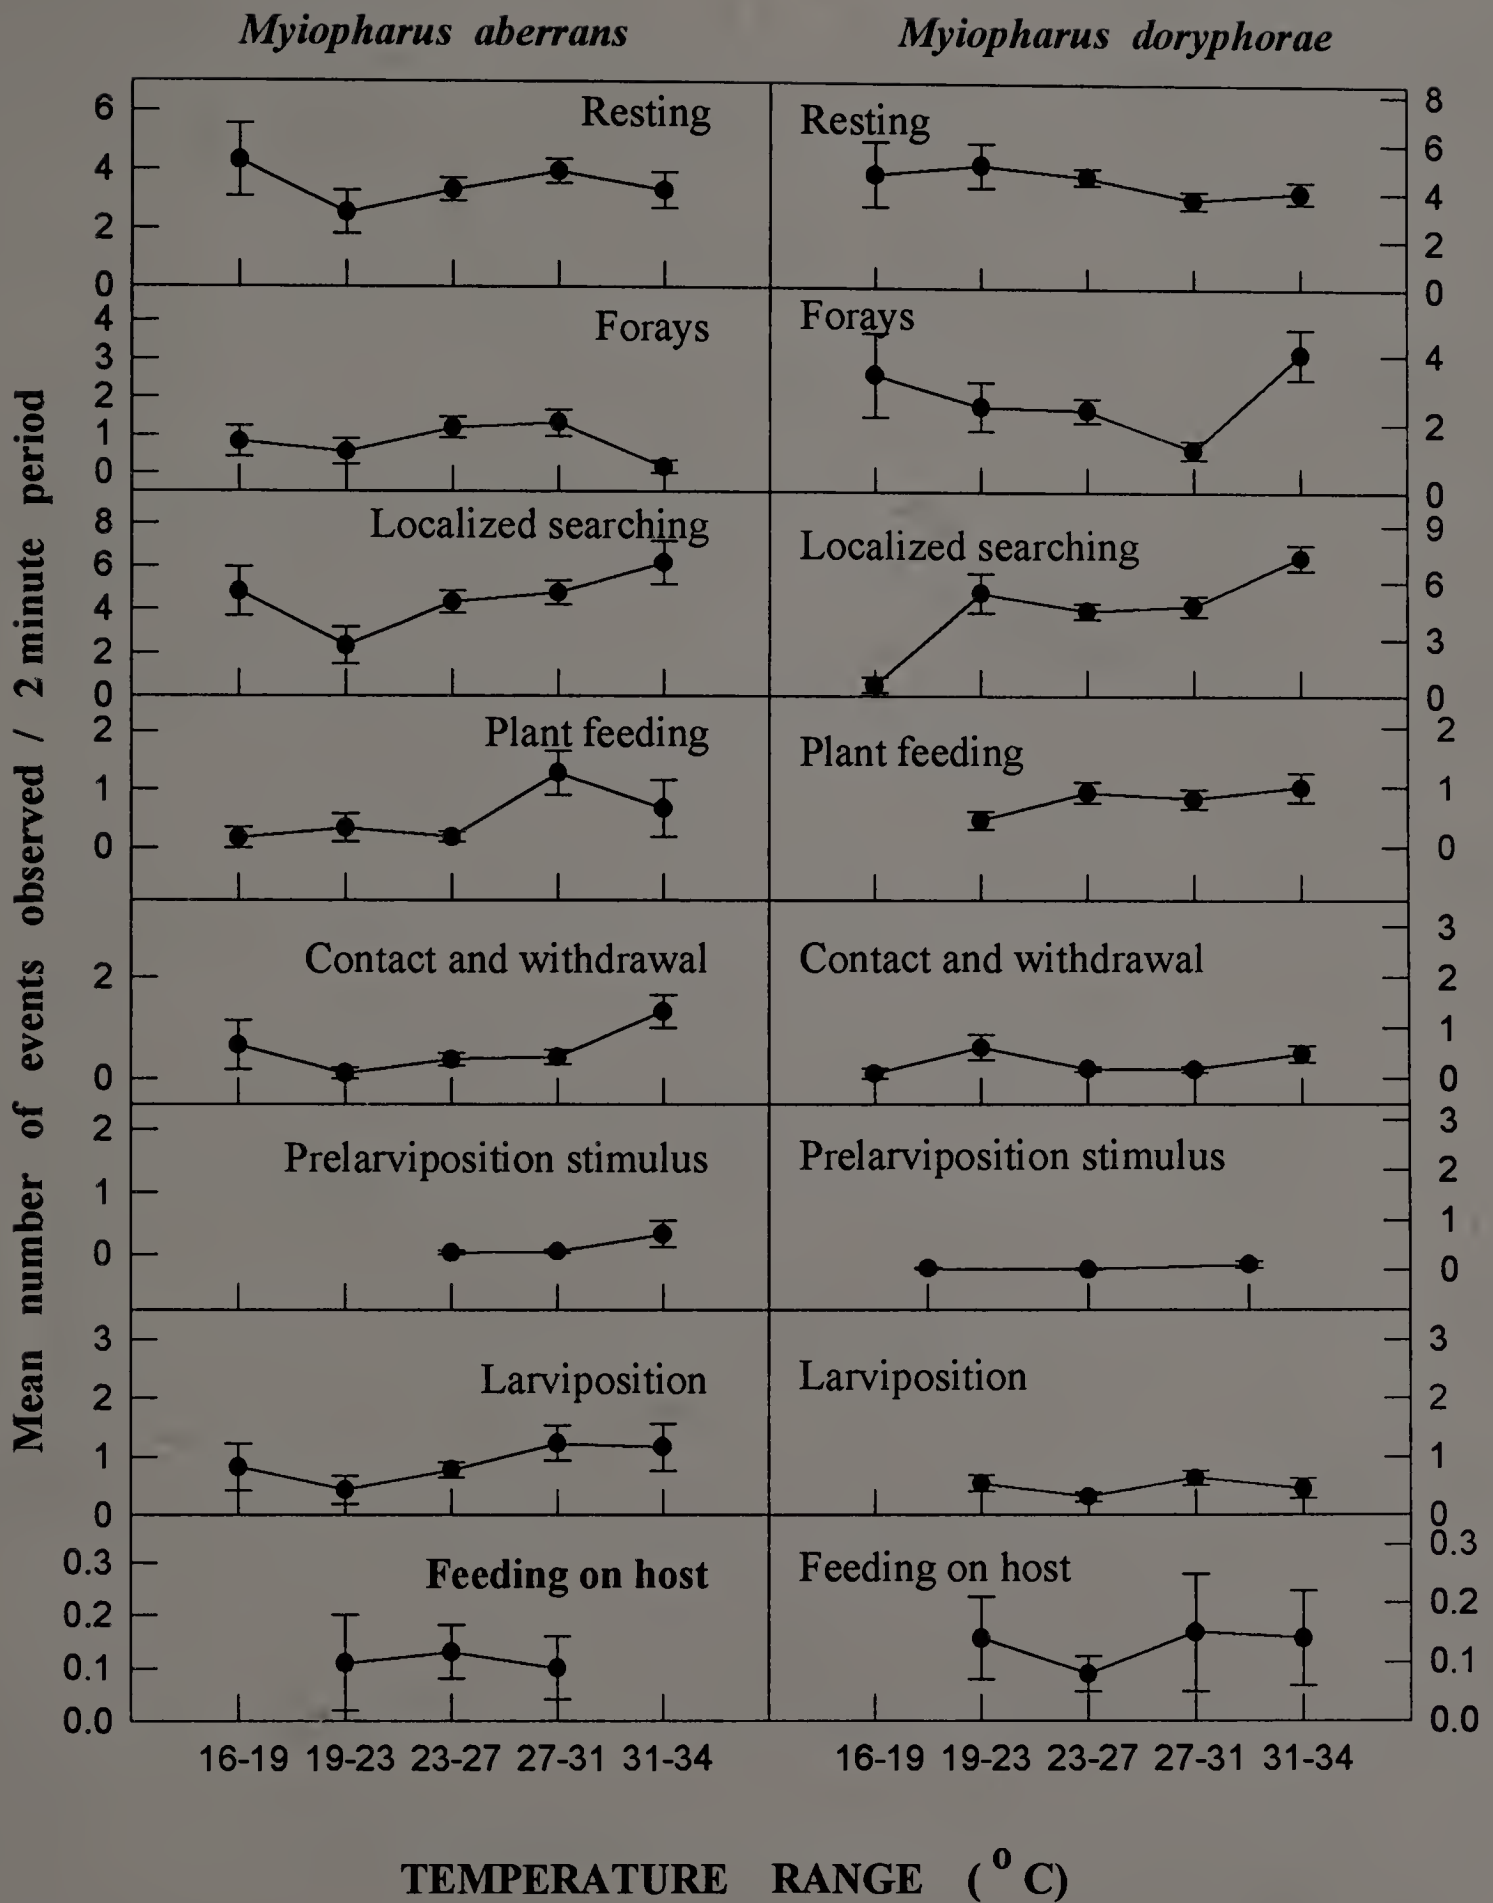 Myiopharus aberrans
Myiopharus doryphorae
Mean number of events observed / 2 minute period
6
4
2
0
Resting
Resting
8
6
4
2
0
4
3
2
1
0
Forays
Forays
4
2
0
8
6
4
2
0
Localized searching
Localized searching
9
6
3
0
2
1
0
Plant feeding
Plant feeding
2
1
0
2
0
Contact and withdrawal
Contact and withdrawal
3
2
1
0
2
1
0
Prelarviposition stimulus
Prelarviposition stimulus
3
2
1
0
3
2
1
0
Larviposition
Larviposition
3
2
1
0
0.3
0.2
0.1
0.0
Feeding on host
Feeding on host
0.3
0.2
0.1
0.0
16-19 19-23 23-27 27-31 31-34
16-19 19-23 23-27 27-31 31-34
TEMPERATURE RANGE (°C)